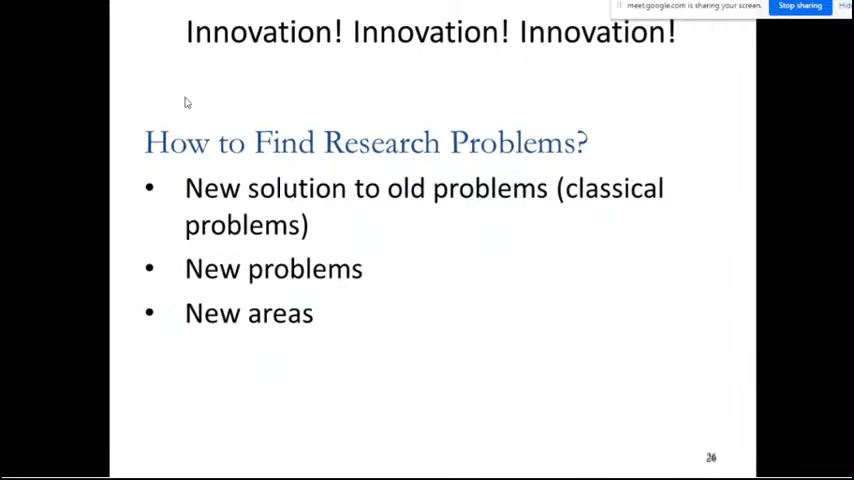 meet.google.com is sharing your screen. Stop sharing Hide
Innovation! Innovation! Innovation!
How to Find Research Problems?
• New solution to old problems (classical
problems)
• New problems
• New areas